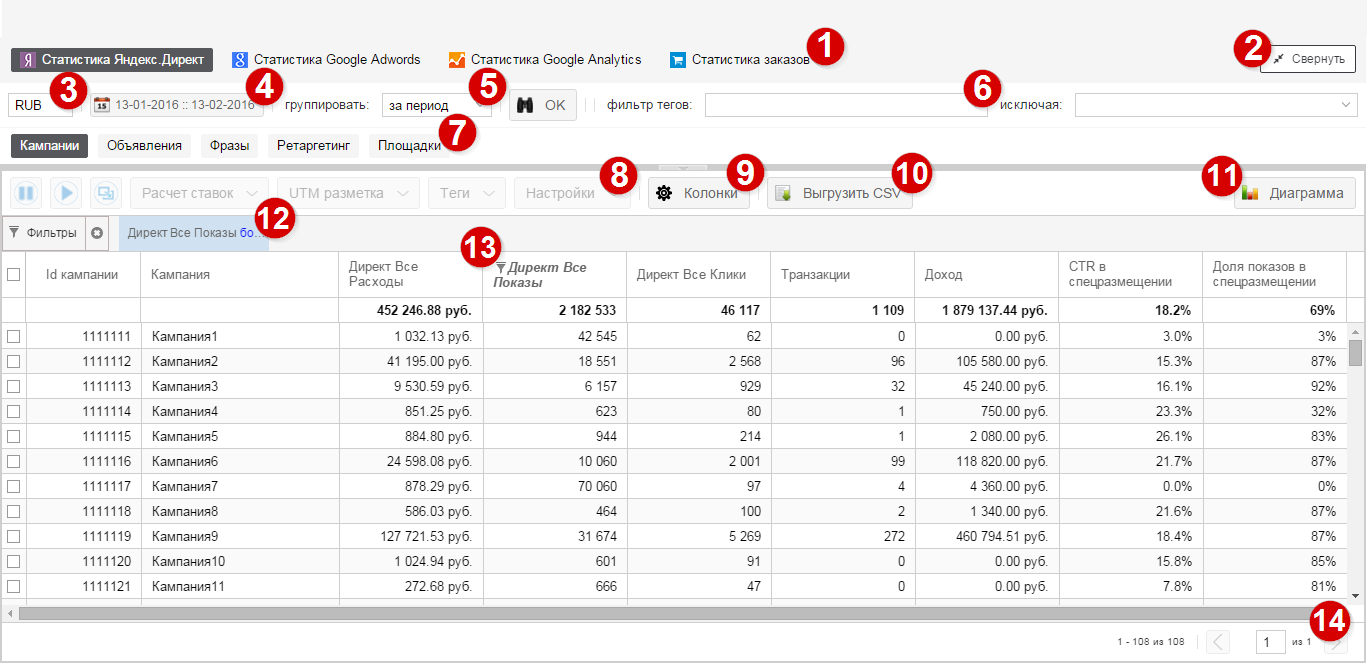 Статистика Яндекс.Директ Статистика Google Adwords Статистика Google Analytics Статистика заказов 1 2 Свернуть
RUB 3 15 13-01-2016 :: 13-02-2016 4 группировать: за период 5 OK фильтр тегов: 6 исключая:
Кампании Объявления Фразы Ретаргетинг Площадки 7
Расчет ставок UTM разметка Теги Настройки 8 Колонки 9 Выгрузить CSV 10 11 Диаграмма
Фильтры Директ Все Показы бо... 12
Id кампании Кампания Директ Все Расходы 13 Директ Все Показы Директ Все Клики Транзакции Доход CTR в спецразмещении Доля показов в спецразмещении
452 246.88 руб. 2 182 533 46 117 1 109 1 879 137.44 руб. 18.2% 69%
1111111 Кампания1 1 032.13 руб. 42 545 62 0 0.00 руб. 3.0% 3%
1111112 Кампания2 41 195.00 руб. 18 551 2 568 96 105 580.00 руб. 15.3% 87%
1111113 Кампания3 9 530.59 руб. 6 157 929 32 45 240.00 руб. 16.1% 92%
1111114 Кампания4 851.25 руб. 623 80 1 750.00 руб. 23.3% 32%
1111115 Кампания5 884.80 руб. 944 214 1 2 080.00 руб. 26.1% 83%
1111116 Кампания6 24 598.08 руб. 10 060 2 001 99 118 820.00 руб. 21.7% 87%
1111117 Кампания7 878.29 руб. 70 060 97 4 4 360.00 руб. 0.0% 0%
1111118 Кампания8 586.03 руб. 464 100 2 1 340.00 руб. 21.6% 87%
1111119 Кампания9 127 721.53 руб. 31 674 5 269 272 460 794.51 руб. 18.4% 87%
1111120 Кампания10 1 024.94 руб. 601 91 0 0.00 руб. 15.8% 85%
1111121 Кампания11 272.68 руб. 666 47 0 0.00 руб. 7.8% 81%
1 - 108 из 108 1 из 1 14